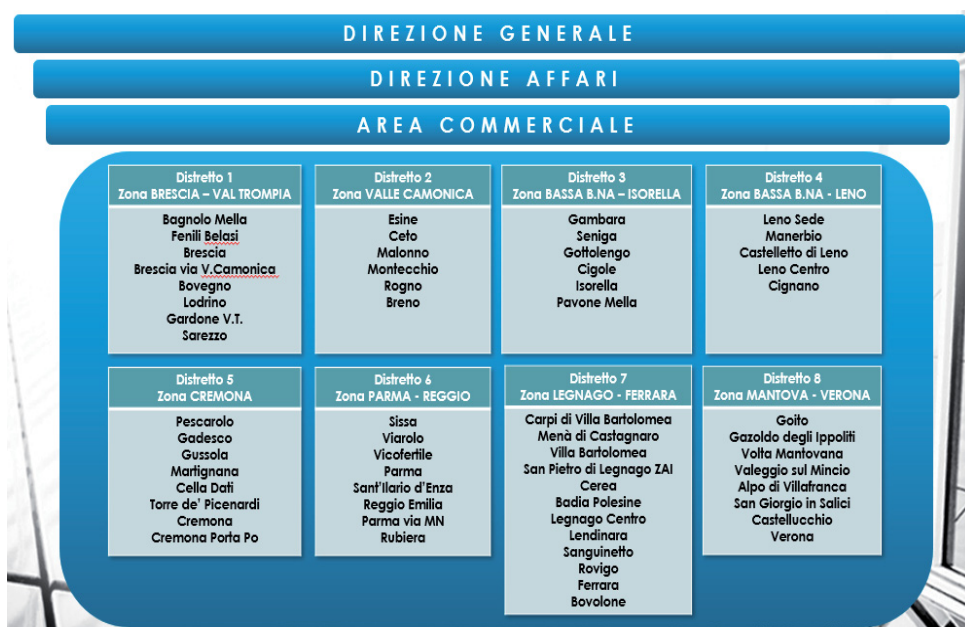 DIREZIONE GENERALE
DIREZIONE AFFARI
AREA COMMERCIALE
Distretto 1
Zona BRESCIA – VAL TROMPIA
Bagnolo Mella
Fenili Belasi
Brescia
Brescia via V.Camonica
Bovegno
Lodrino
Gardone V.T.
Sarezzo
Distretto 2
Zona VALLE CAMONICA
Esine
Ceto
Malonno
Montecchio
Rogno
Breno
Distretto 3
Zona BASSA B.NA – ISORELLA
Gambara
Seniga
Gottolengo
Cigole
Isorella
Pavone Mella
Distretto 4
Zona BASSA B.NA - LENO
Leno Sede
Manerbio
Castelletto di Leno
Leno Centro
Cignano
Distretto 5
Zona CREMONA
Pescarolo
Gadesco
Gussola
Martignana
Cella Dati
Torre de' Picenardi
Cremona
Cremona Porta Po
Distretto 6
Zona PARMA - REGGIO
Sissa
Viarolo
Vicofertile
Parma
Sant'Ilario d'Enza
Reggio Emilia
Parma via MN
Rubiera
Distretto 7
Zona LEGNAGO - FERRARA
Carpi di Villa Bartolomea
Menà di Castagnaro
Villa Bartolomea
San Pietro di Legnago ZAI
Cerea
Badia Polesine
Legnago Centro
Lendinara
Sanguinetto
Rovigo
Ferrara
Bovolone
Distretto 8
Zona MANTOVA - VERONA
Goito
Gazoldo degli Ippoliti
Volta Mantovana
Valeggio sul Mincio
Alpo di Villafranca
San Giorgio in Salici
Castellucchio
Verona